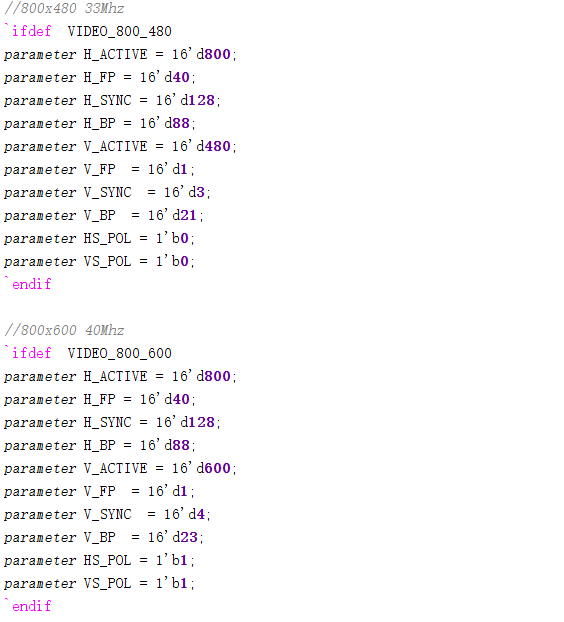 //800x480 33Mhz
`ifdef  VIDEO_800_480
parameter H_ACTIVE = 16'd800;
parameter H_FP = 16'd40;
parameter H_SYNC = 16'd128;
parameter H_BP = 16'd88;
parameter V_ACTIVE = 16'd480;
parameter V_FP  = 16'd1;
parameter V_SYNC  = 16'd3;
parameter V_BP  = 16'd21;
parameter HS_POL = 1'b0;
parameter VS_POL = 1'b0;
`endif
//800x600 40Mhz
`ifdef  VIDEO_800_600
parameter H_ACTIVE = 16'd800;
parameter H_FP = 16'd40;
parameter H_SYNC = 16'd128;
parameter H_BP = 16'd88;
parameter V_ACTIVE = 16'd600;
parameter V_FP  = 16'd1;
parameter V_SYNC  = 16'd4;
parameter V_BP  = 16'd23;
parameter HS_POL = 1'b1;
parameter VS_POL = 1'b1;
`endif